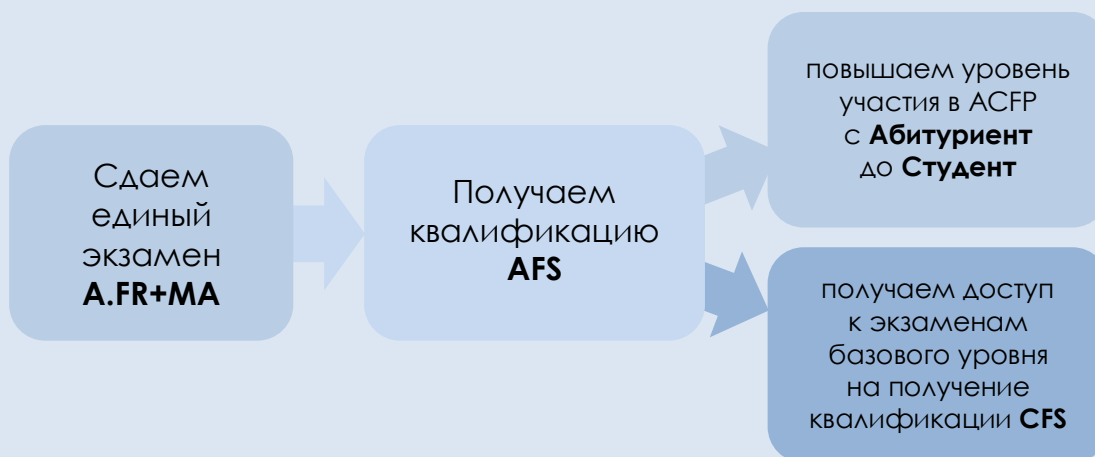 Сдаем
единый
экзамен
A.FR+MA
Получаем
квалификацию
AFS
повышаем уровень
участия в ACFP
с Абитуриент
до Студент
получаем доступ
к экзаменам
базового уровня
на получение
квалификации CFS